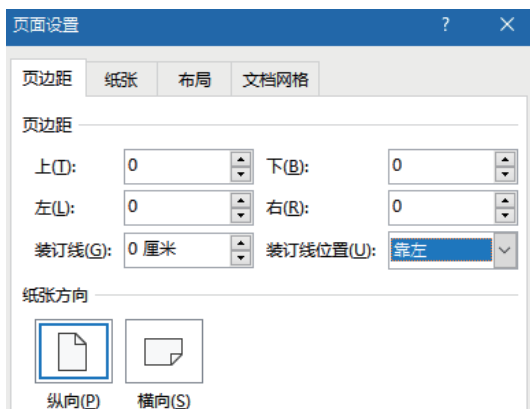 页面设置 ? ×
页边距 纸张 布局 文档网格
页边距
上(T): 0 下(B): 0
左(L): 0 右(R): 0
装订线(G): 0 厘米 装订线位置(U): 靠左
纸张方向
纵向(P) 横向(S)